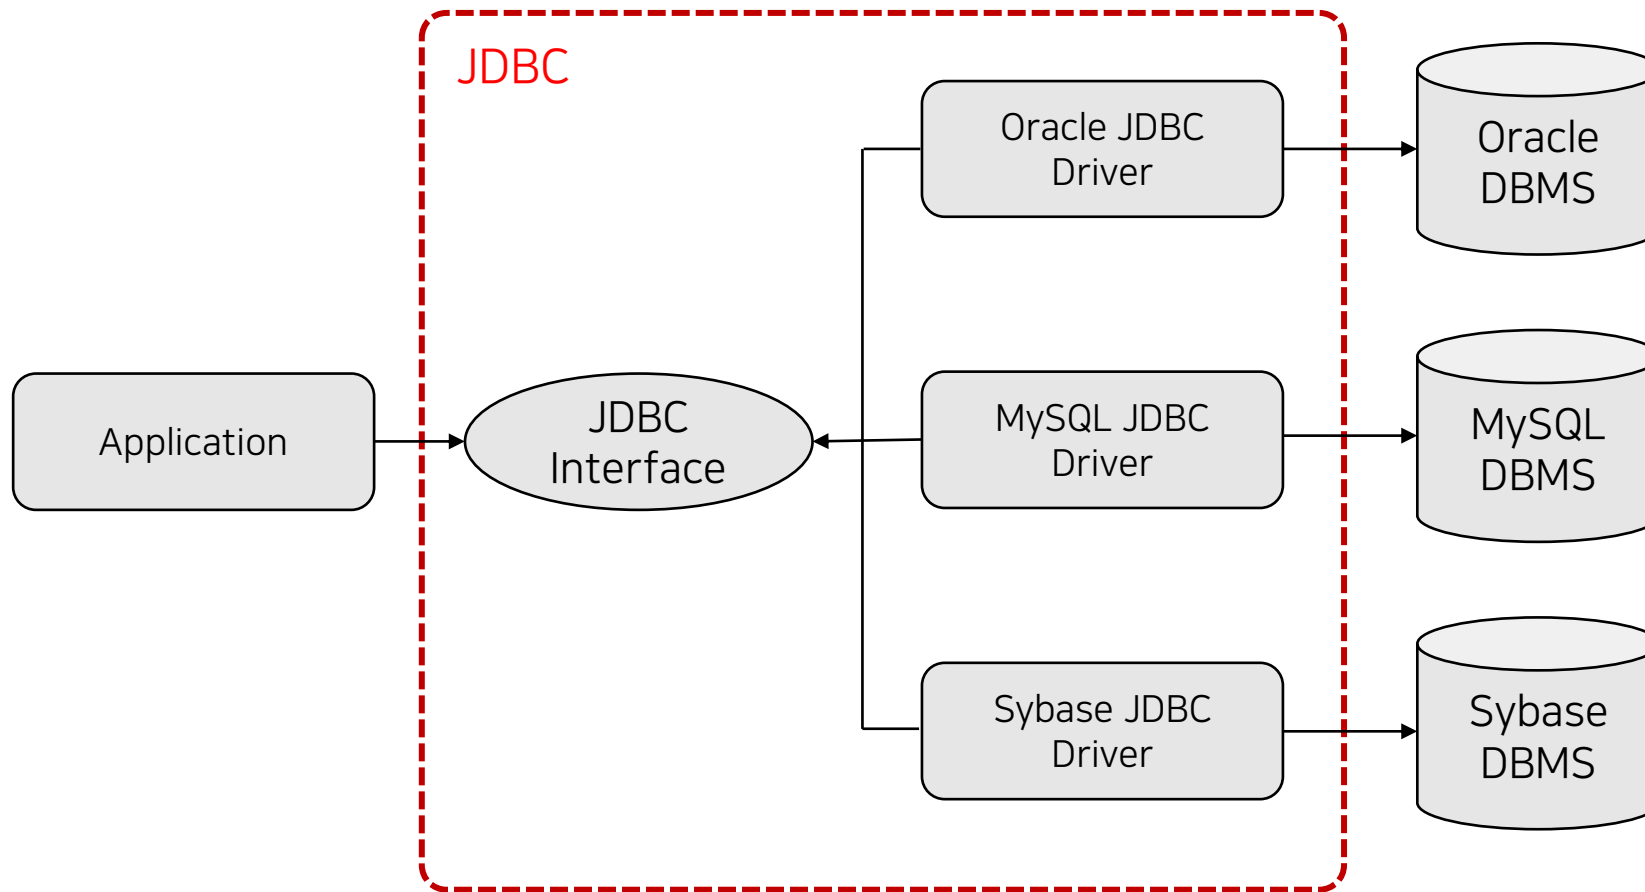 JDBC
Oracle JDBC
Driver
Oracle
DBMS
Application
JDBC
Interface
MySQL JDBC
Driver
MySQL
DBMS
Sybase JDBC
Driver
Sybase
DBMS